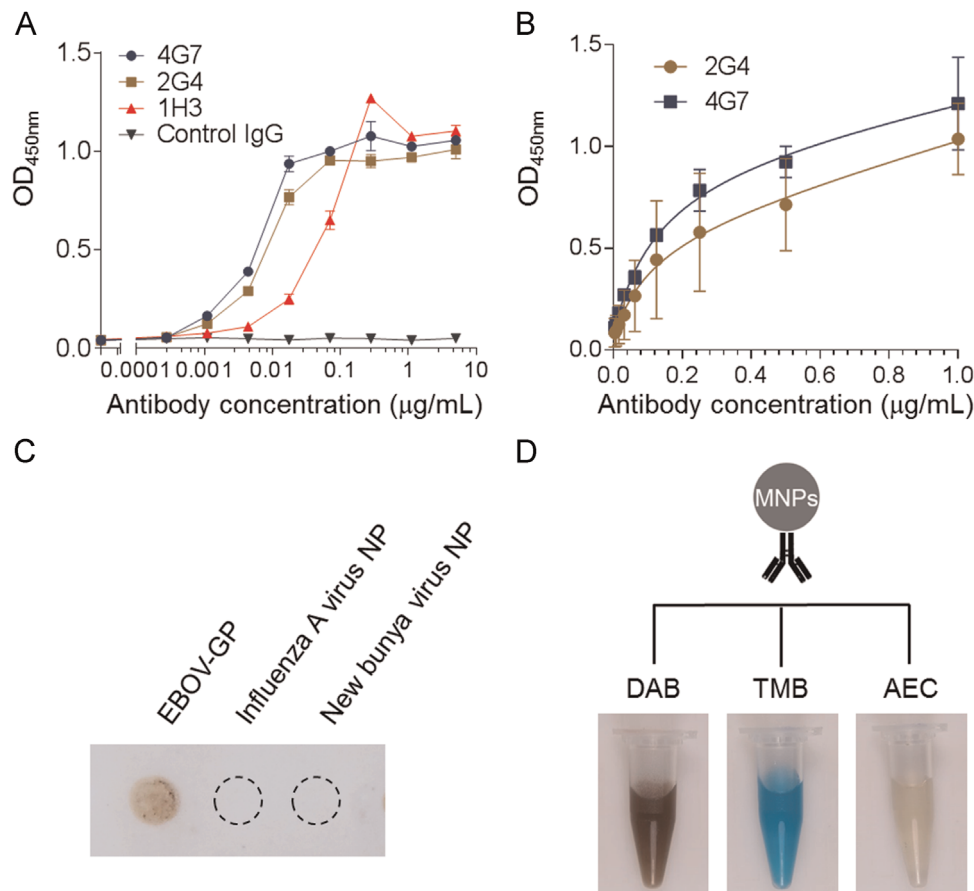 A
1.5
1.0
0.5
0.0
OD450nm
4G7
2G4
1H3
Control IgG
0.0001
0.001
0.01
0.1
1
10
Antibody concentration (μg/mL)
B
1.5
1.0
0.5
0.0
OD450nm
2G4
4G7
0.0
0.2
0.4
0.6
0.8
1.0
Antibody concentration (μg/mL)
C
EBOV-GP
Influenza A virus NP
New bunya virus NP
D
MNPs
DAB
TMB
AEC